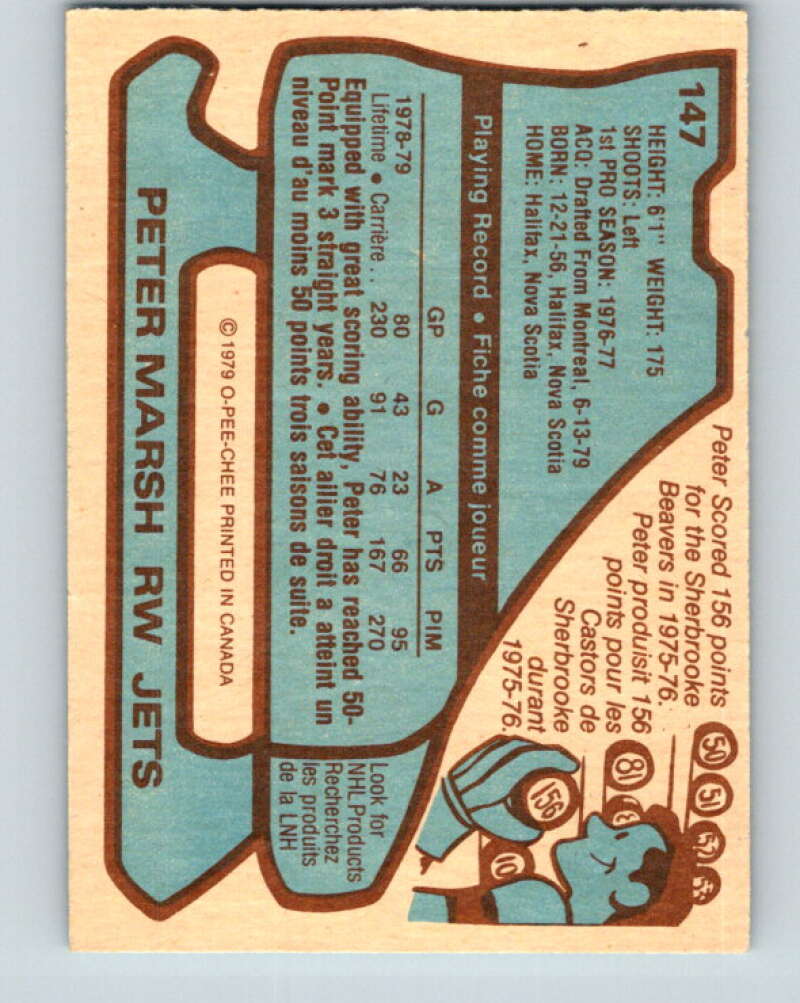 147
HEIGHT: 6'1" WEIGHT: 175
SHOOTS: Left
1st PRO SEASON: 1976-77
ACQ: Drafted From Montreal, 6-13-79
BORN: 12-21-56, Halifax, Nova Scotia
HOME: Halifax, Nova Scotia
Playing Record • Fiche comme joueur
GP G A PTS PIM
1978-79 80 43 23 66 95
Lifetime • Carrière... 230 91 76 167 270
Equipped with great scoring ability, Peter has reached 50-
Point mark 3 straight years. • Cet ailier droit a atteint un
niveau d'au moins 50 points trois saisons de suite.
Peter Scored 156 points
for the Sherbrooke
Beavers in 1975-76.
Peter produisit 156
points pour les
Castors de
Sherbrooke
durant
1975-76.
50 51 52
81
156
10
Look for
NHL Products
Recherchez
les produits
de la LNH
© 1979 O-PEE-CHEE PRINTED IN CANADA
PETER MARSH RW JETS